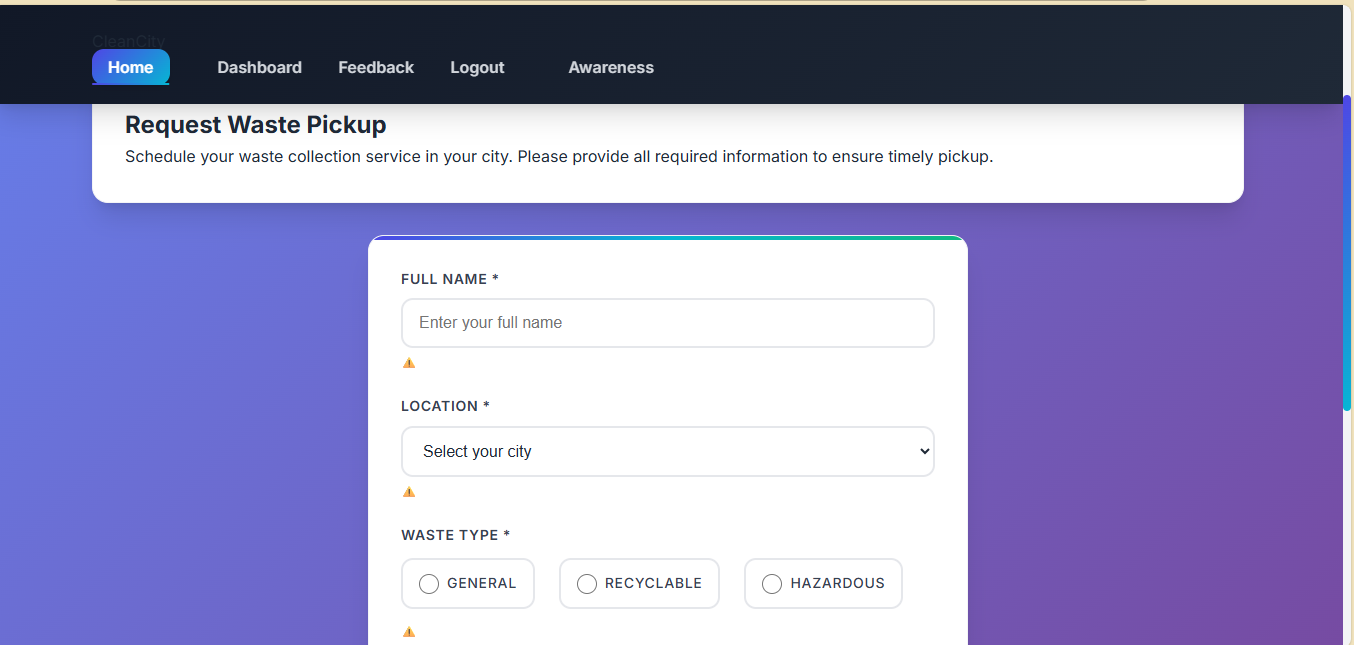 CleanCity
Home Dashboard Feedback Logout Awareness
Request Waste Pickup
Schedule your waste collection service in your city. Please provide all required information to ensure timely pickup.
FULL NAME *
Enter your full name
LOCATION *
Select your city
WASTE TYPE *
GENERAL RECYCLABLE HAZARDOUS